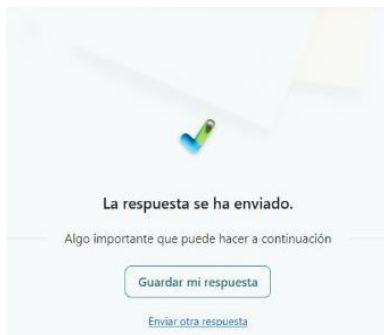 La respuesta se ha enviado.
Algo importante que puede hacer a continuación
Guardar mi respuesta
Enviar otra respuesta